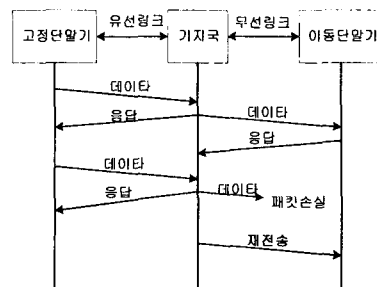 유선링크 무선링크
고정단말기 기지국 이동단말기
데이타
응답 데이타
응답
데이타
응답 데이타
패킷손실
재전송